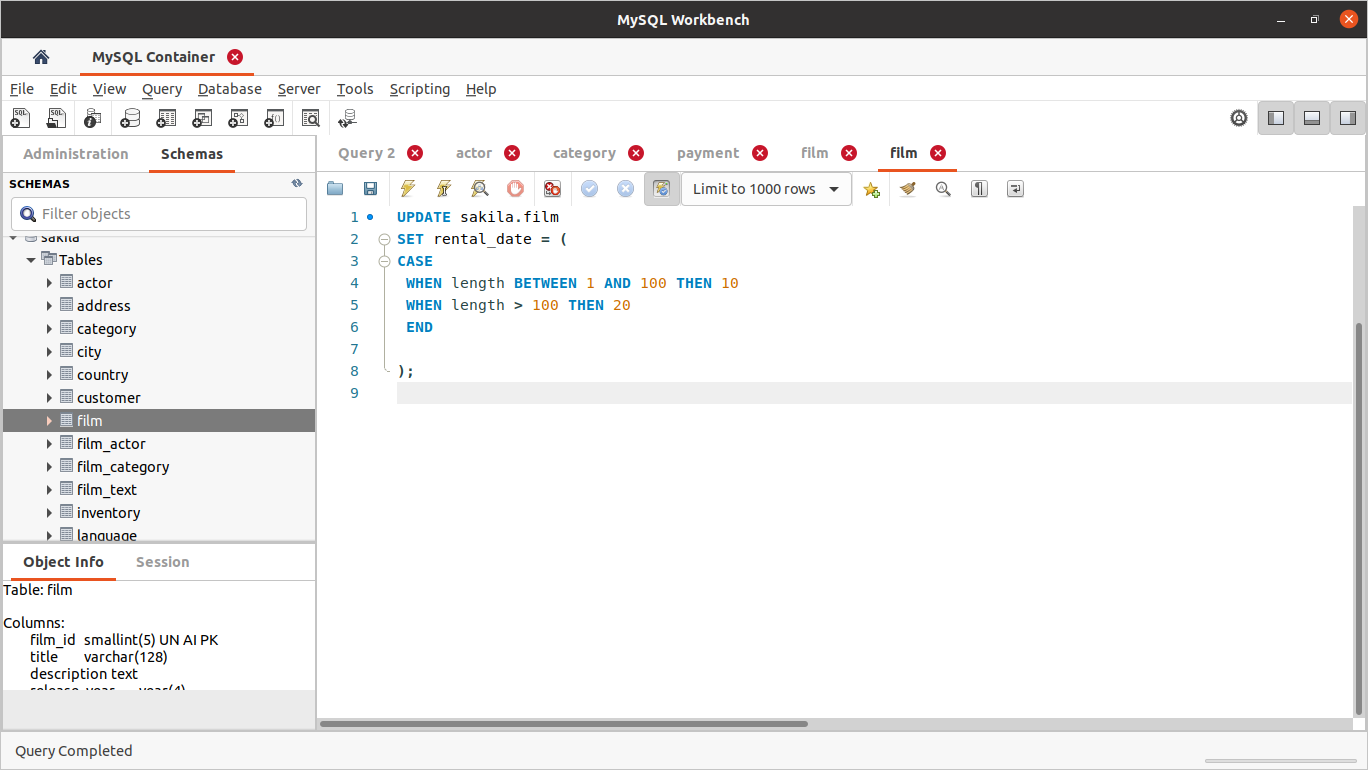 MySQL Workbench
MySQL Container
File Edit View Query Database Server Tools Scripting Help
Administration Schemas
SCHEMAS
Filter objects
sakila
Tables
actor
address
category
city
country
customer
film
film_actor
film_category
film_text
inventory
language
Object Info Session
Table: film
Columns:
film_id smallint(5) UN AI PK
title varchar(128)
description text
release_year year(4)
Query 2 actor category payment film film
Limit to 1000 rows
1 UPDATE sakila.film
2 SET rental_date = (
3 CASE
4 WHEN length BETWEEN 1 AND 100 THEN 10
5 WHEN length > 100 THEN 20
6 END
7
8 );
9
Query Completed